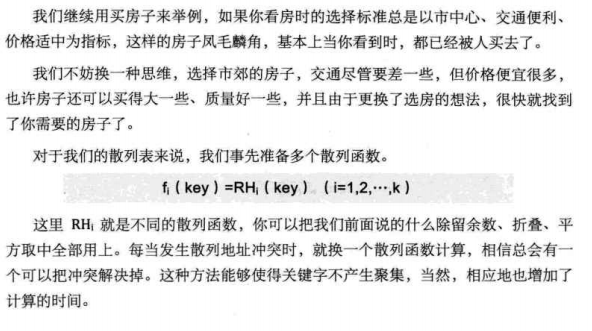 我们继续用买房子来举例，如果你看房时的选择标准总是以市中心、交通便利、
价格适中为指标，这样的房子凤毛麟角，基本上当你看到时，都已经被人买去了。
我们不妨换一种思维，选择市郊的房子，交通尽管要差一些，但价格便宜很多，
也许房子还可以买得大一些、质量好一些，并且由于更换了选房的想法，很快就找到
了你需要的房子了。
对于我们的散列表来说，我们事先准备多个散列函数。
fᵢ（key）=RHᵢ（key）（i=1,2,⋯,k）
这里 RHᵢ 就是不同的散列函数，你可以把我们前面说的什么除留余数、折叠、平
方取中全部用上。每当发生散列地址冲突时，就换一个散列函数计算，相信总会有一
个可以把冲突解决掉。这种方法能够使得关键字不产生聚集，当然，相应地也增加了
计算的时间。